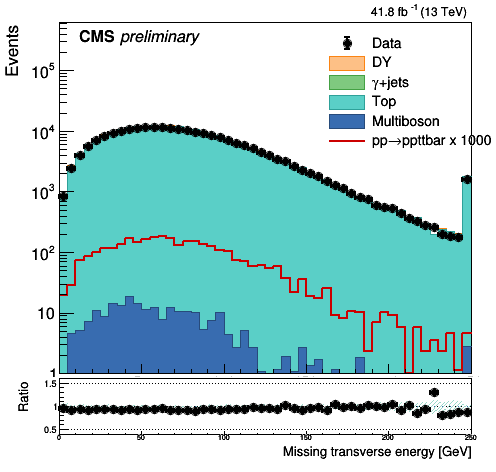 41.8 fb⁻¹ (13 TeV)
CMS preliminary
Events
Data
DY
γ+jets
Top
Multiboson
pp→ppttbar x 1000
10⁵
10⁴
10³
10²
10
1
Ratio
1.5
1
0.5
0 50 100 150 200 250
Missing transverse energy [GeV]